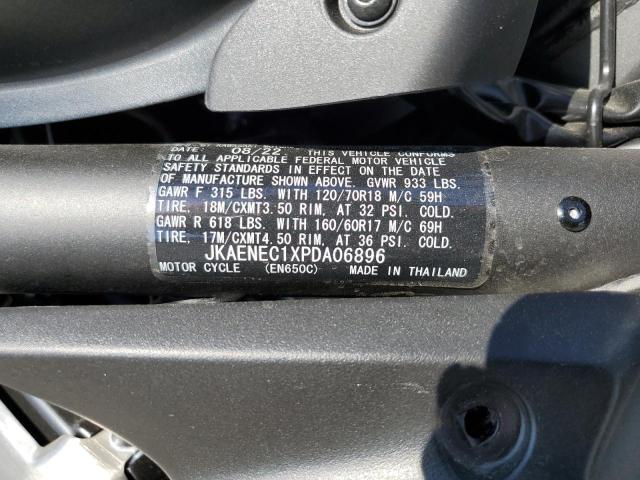 DATE: 08/22 THIS VEHICLE CONFORMS
TO ALL APPLICABLE FEDERAL MOTOR VEHICLE
SAFETY STANDARDS IN EFFECT ON THE DATE
OF MANUFACTURE SHOWN ABOVE. GVWR 933 LBS.
GAWR F 315 LBS. WITH 120/70R18 M/C 59H
TIRE, 18M/CXMT3.50 RIM, AT 32 PSI. COLD.
GAWR R 618 LBS. WITH 160/60R17 M/C 69H
TIRE, 17M/CXMT4.50 RIM, AT 36 PSI. COLD.
JKAENEC1XPDA06896
MOTOR CYCLE (EN650C) MADE IN THAILAND